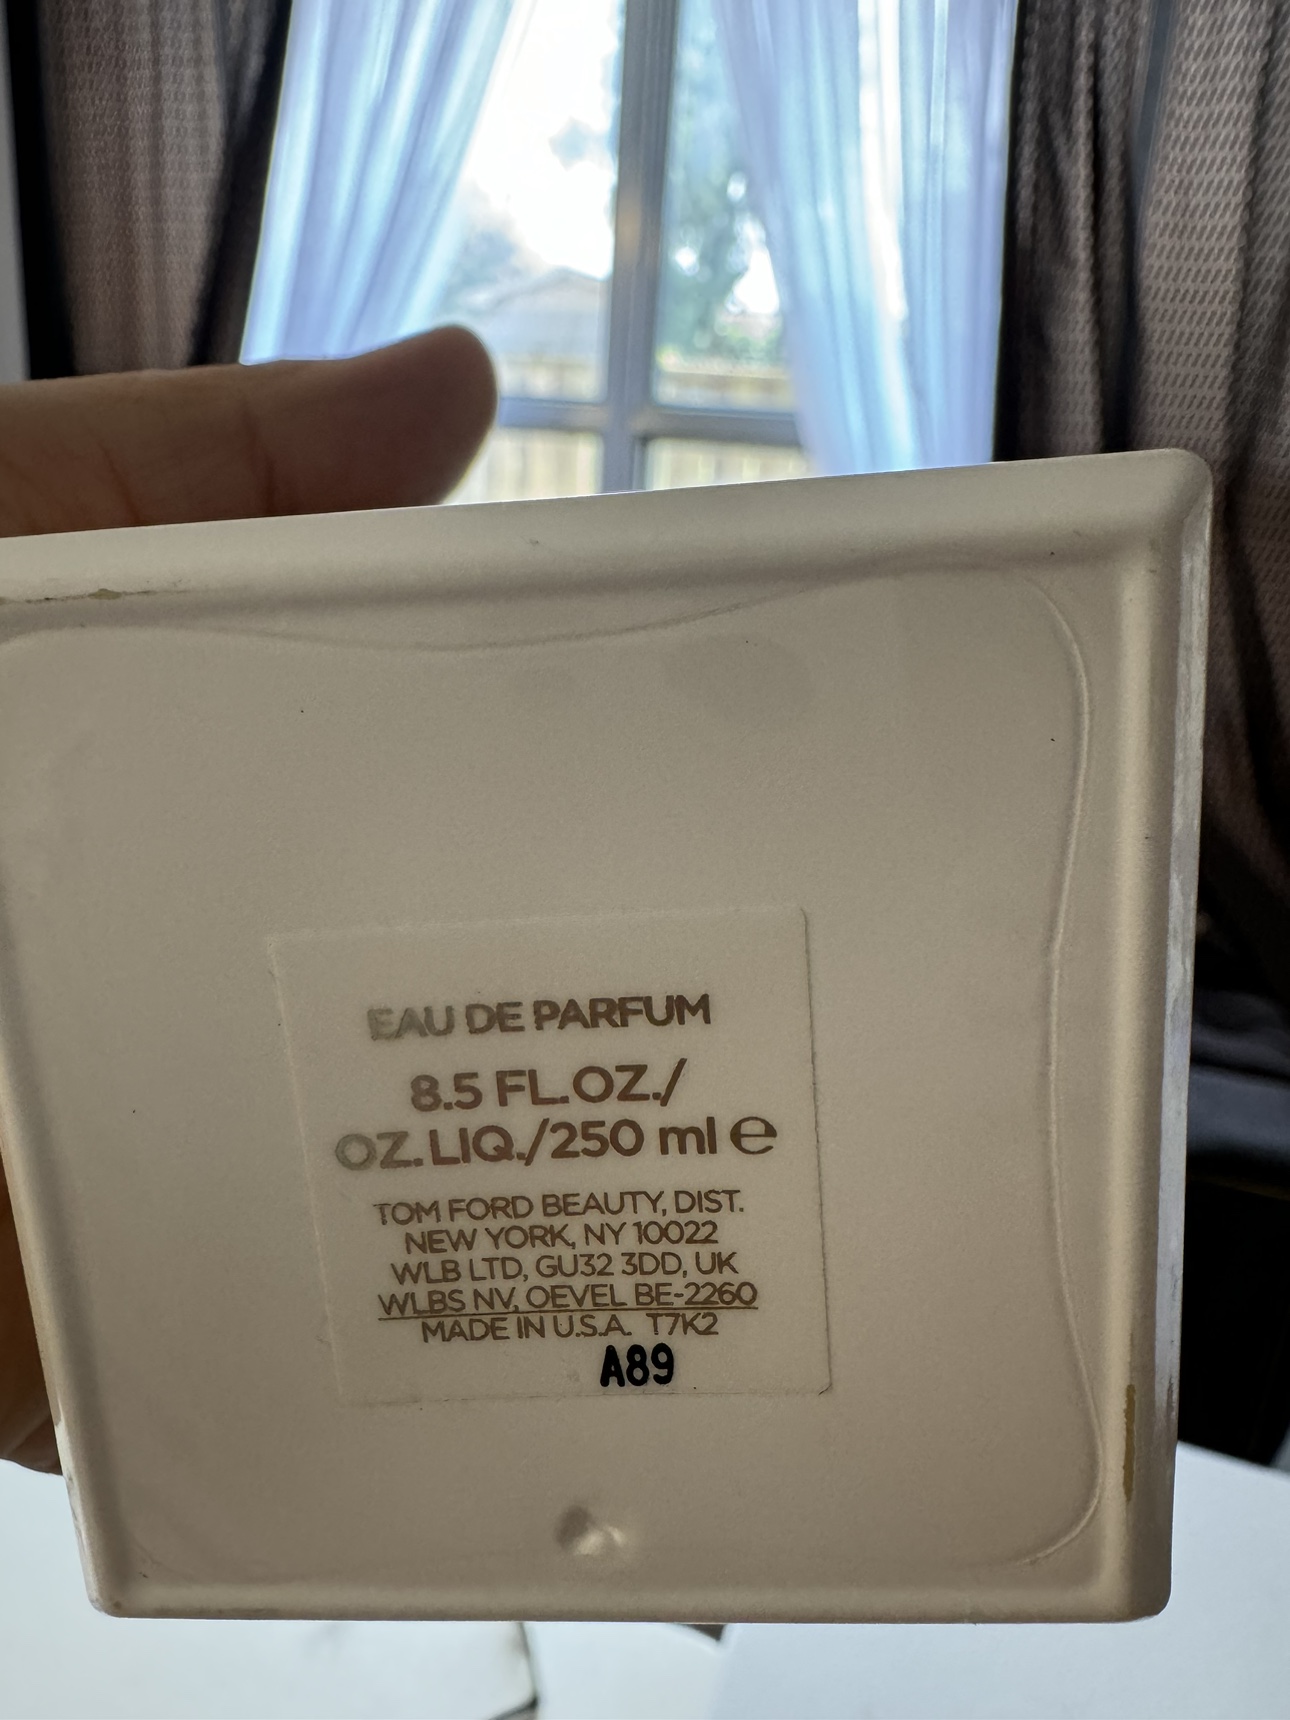 EAU DE PARFUM
8.5 FL.OZ./
OZ.LIQ./250 ml ℮
TOM FORD BEAUTY, DIST.
NEW YORK, NY 10022
WLB LTD, GU32 3DD, UK
WLBS NV, OEVEL BE-2260
MADE IN U.S.A. T7K2
A89